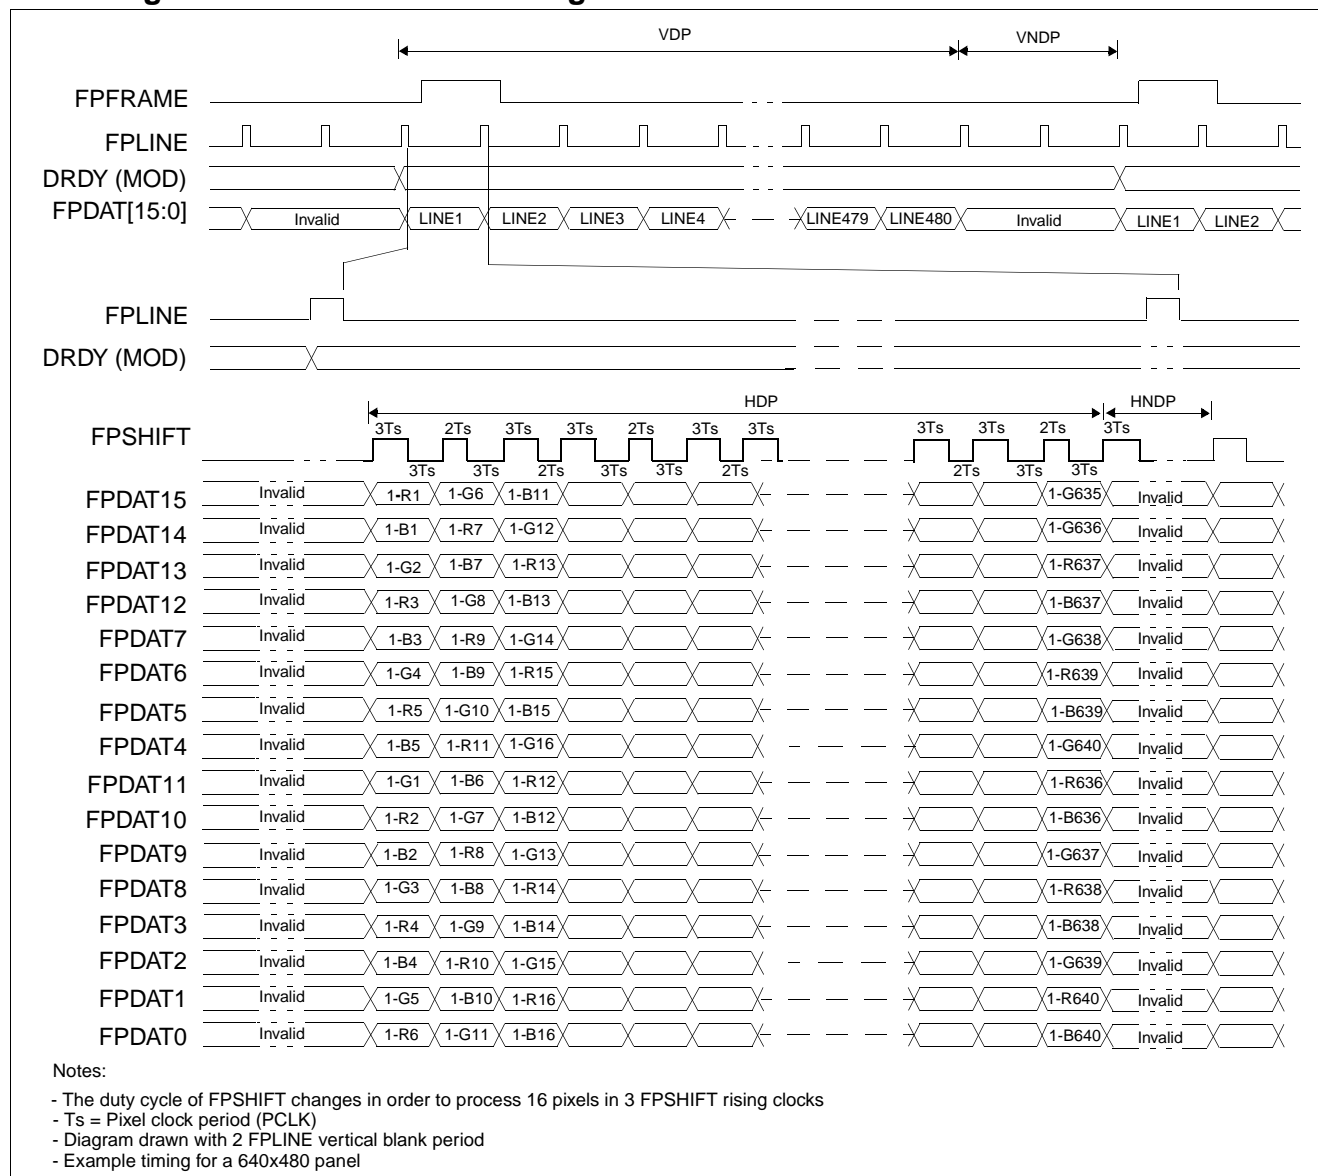 VDP VNDP
FPFRAME
FPLINE
DRDY (MOD)
FPDAT[15:0] Invalid LINE1 LINE2 LINE3 LINE4 LINE479 LINE480 Invalid LINE1 LINE2
FPLINE
DRDY (MOD)
HDP HNDP
FPSHIFT 3Ts 2Ts 3Ts 3Ts 2Ts 3Ts 3Ts 3Ts 3Ts 2Ts 3Ts
3Ts 3Ts 2Ts 3Ts 3Ts 2Ts 2Ts 3Ts 3Ts
FPDAT15 Invalid 1-R1 1-G6 1-B11 1-G635 Invalid
FPDAT14 Invalid 1-B1 1-R7 1-G12 1-G636 Invalid
FPDAT13 Invalid 1-G2 1-B7 1-R13 1-R637 Invalid
FPDAT12 Invalid 1-R3 1-G8 1-B13 1-B637 Invalid
FPDAT7 Invalid 1-B3 1-R9 1-G14 1-G638 Invalid
FPDAT6 Invalid 1-G4 1-B9 1-R15 1-R639 Invalid
FPDAT5 Invalid 1-R5 1-G10 1-B15 1-B639 Invalid
FPDAT4 Invalid 1-B5 1-R11 1-G16 1-G640 Invalid
FPDAT11 Invalid 1-G1 1-B6 1-R12 1-R636 Invalid
FPDAT10 Invalid 1-R2 1-G7 1-B12 1-B636 Invalid
FPDAT9 Invalid 1-B2 1-R8 1-G13 1-G637 Invalid
FPDAT8 Invalid 1-G3 1-B8 1-R14 1-R638 Invalid
FPDAT3 Invalid 1-R4 1-G9 1-B14 1-B638 Invalid
FPDAT2 Invalid 1-B4 1-R10 1-G15 1-G639 Invalid
FPDAT1 Invalid 1-G5 1-B10 1-R16 1-R640 Invalid
FPDAT0 Invalid 1-R6 1-G11 1-B16 1-B640 Invalid
Notes:
- The duty cycle of FPSHIFT changes in order to process 16 pixels in 3 FPSHIFT rising clocks
- Ts = Pixel clock period (PCLK)
- Diagram drawn with 2 FPLINE vertical blank period
- Example timing for a 640x480 panel